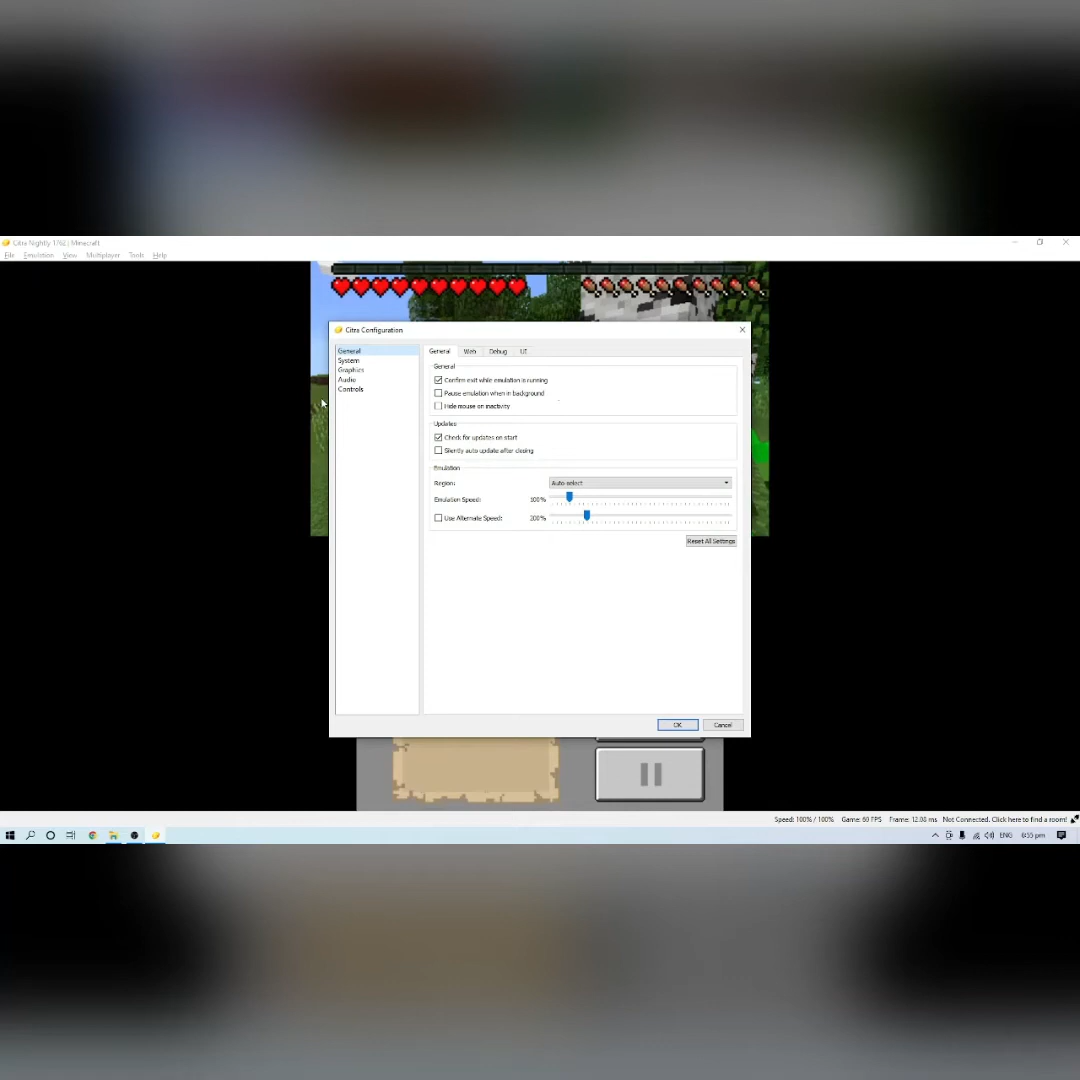 Citra Nightly 1762 | Minecraft
File Emulation View Multiplayer Tools Help
Citra Configuration
General
System
Graphics
Audio
Controls
General Web Debug UI
General
Confirm exit while emulation is running
Pause emulation when in background
Hide mouse on inactivity
Updates
Check for updates on start
Silently auto update after closing
Emulation
Region: Auto-select
Emulation Speed: 100%
Use Alternate Speed: 200%
Reset All Settings
OK Cancel
Speed: 100% / 100% Game: 60 FPS Frame: 12.08 ms Not Connected. Click here to find a room!
ENG 6:55 pm